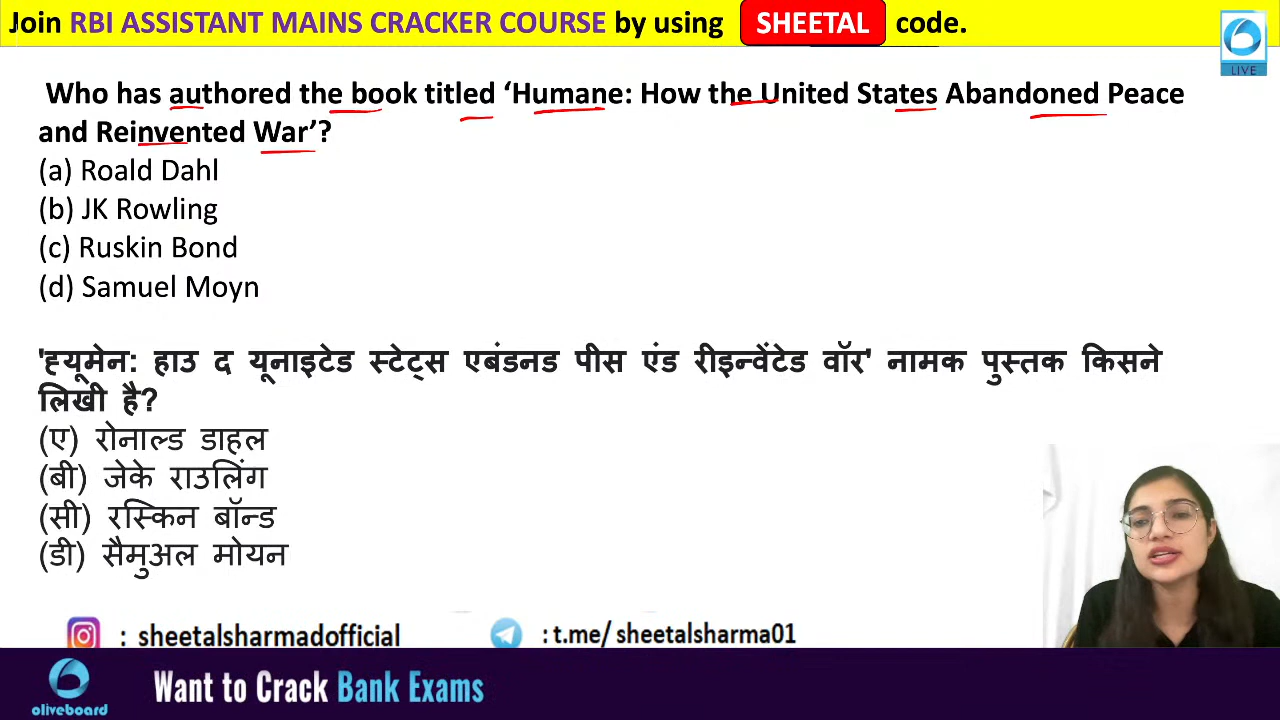 Join RBI ASSISTANT MAINS CRACKER COURSE by using SHEETAL code.
LIVE
Who has authored the book titled ‘Humane: How the United States Abandoned Peace
and Reinvented War’?
(a) Roald Dahl
(b) JK Rowling
(c) Ruskin Bond
(d) Samuel Moyn
'ह्यूमेन: हाउ द यूनाइटेड स्टेट्स एबंडनड पीस एंड रीइन्वेंटेड वॉर' नामक पुस्तक किसने
लिखी है?
(ए) रोनाल्ड डाहल
(बी) जेके राउलिंग
(सी) रस्किन बॉन्ड
(डी) सैमुअल मोयन
: sheetalsharmadofficial : t.me/ sheetalsharma01
Want to Crack Bank Exams
oliveboard